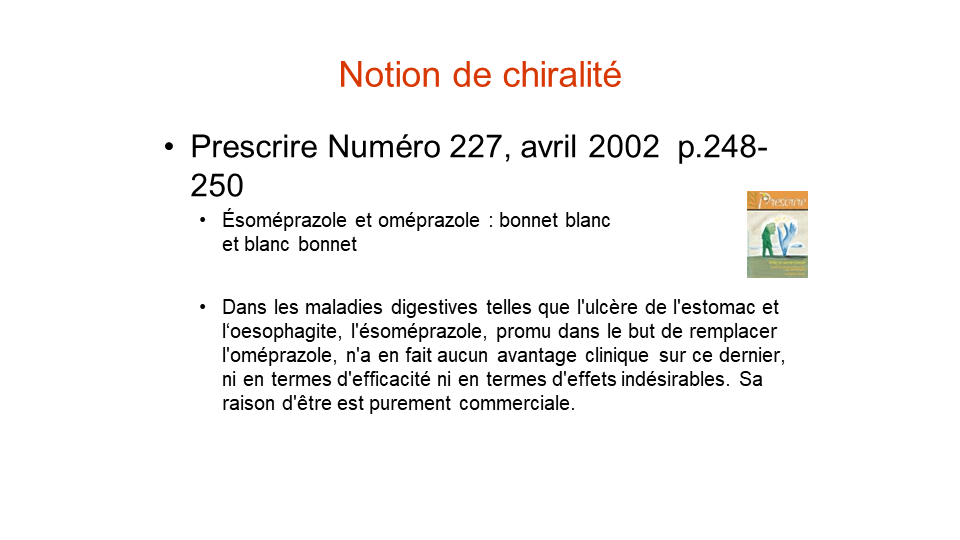 Notion de chiralité
• Prescrire Numéro 227, avril 2002 p.248-
250
• Ésoméprazole et oméprazole : bonnet blanc
et blanc bonnet
Prescrire
• Dans les maladies digestives telles que l'ulcère de l'estomac et
l‘oesophagite, l'ésoméprazole, promu dans le but de remplacer
l'oméprazole, n'a en fait aucun avantage clinique sur ce dernier,
ni en termes d'efficacité ni en termes d'effets indésirables. Sa
raison d'être est purement commerciale.